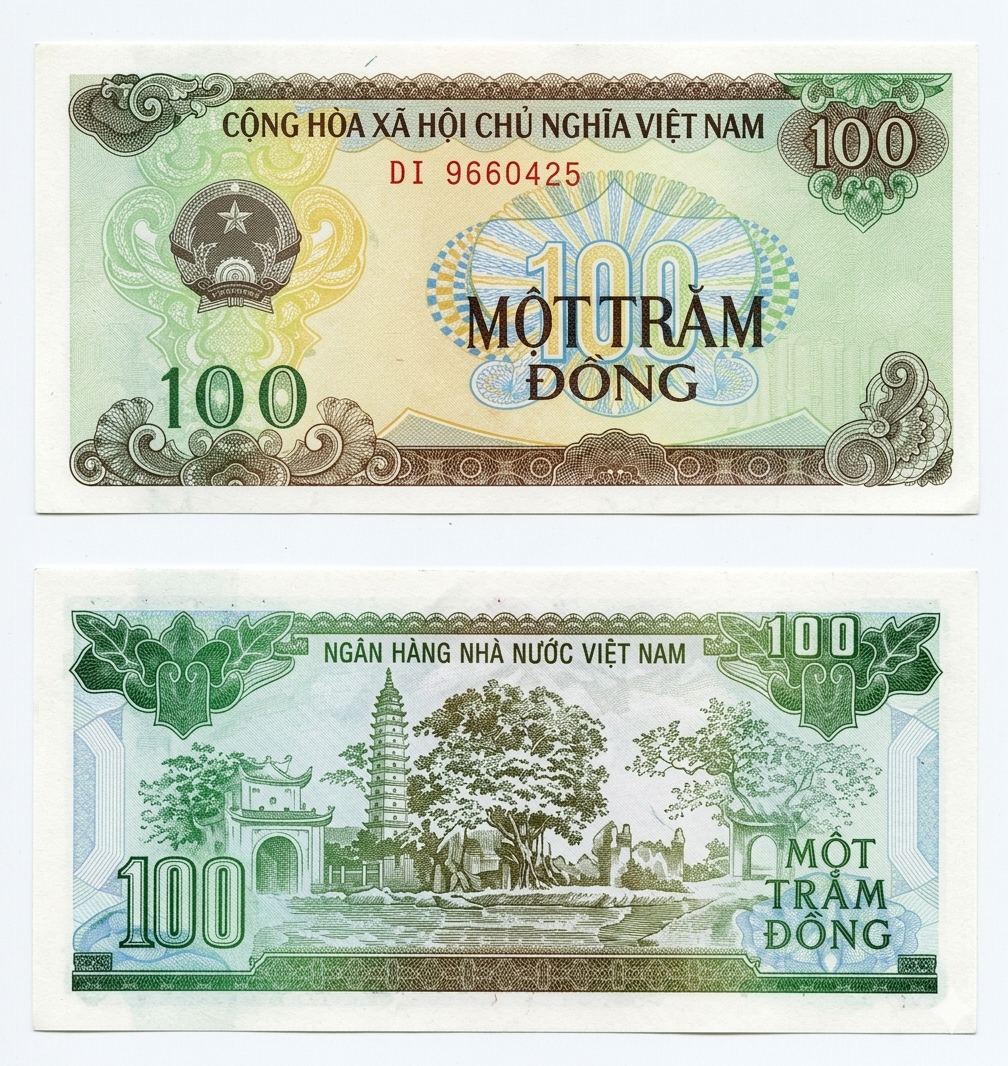 CỘNG HÒA XÃ HỘI CHỦ NGHĨA VIỆT NAM
100
DI 9660425
100
MỘT TRĂM
ĐỒNG
100
NGÂN HÀNG NHÀ NƯỚC VIỆT NAM
100
100
MỘT
TRĂM
ĐỒNG